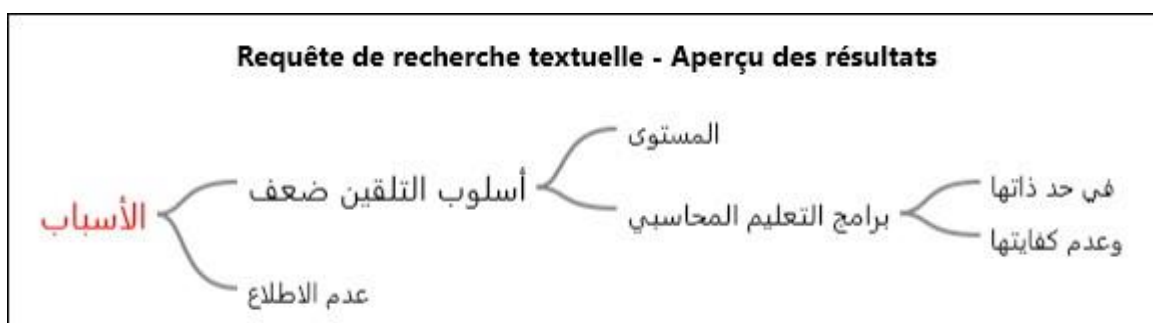 Requête de recherche textuelle - Aperçu des résultats
المستوى
أسلوب التلقين ضعف
في حد ذاتها
برامج التعليم المحاسبي
الأسباب
وعدم كفايتها
عدم الاطلاع